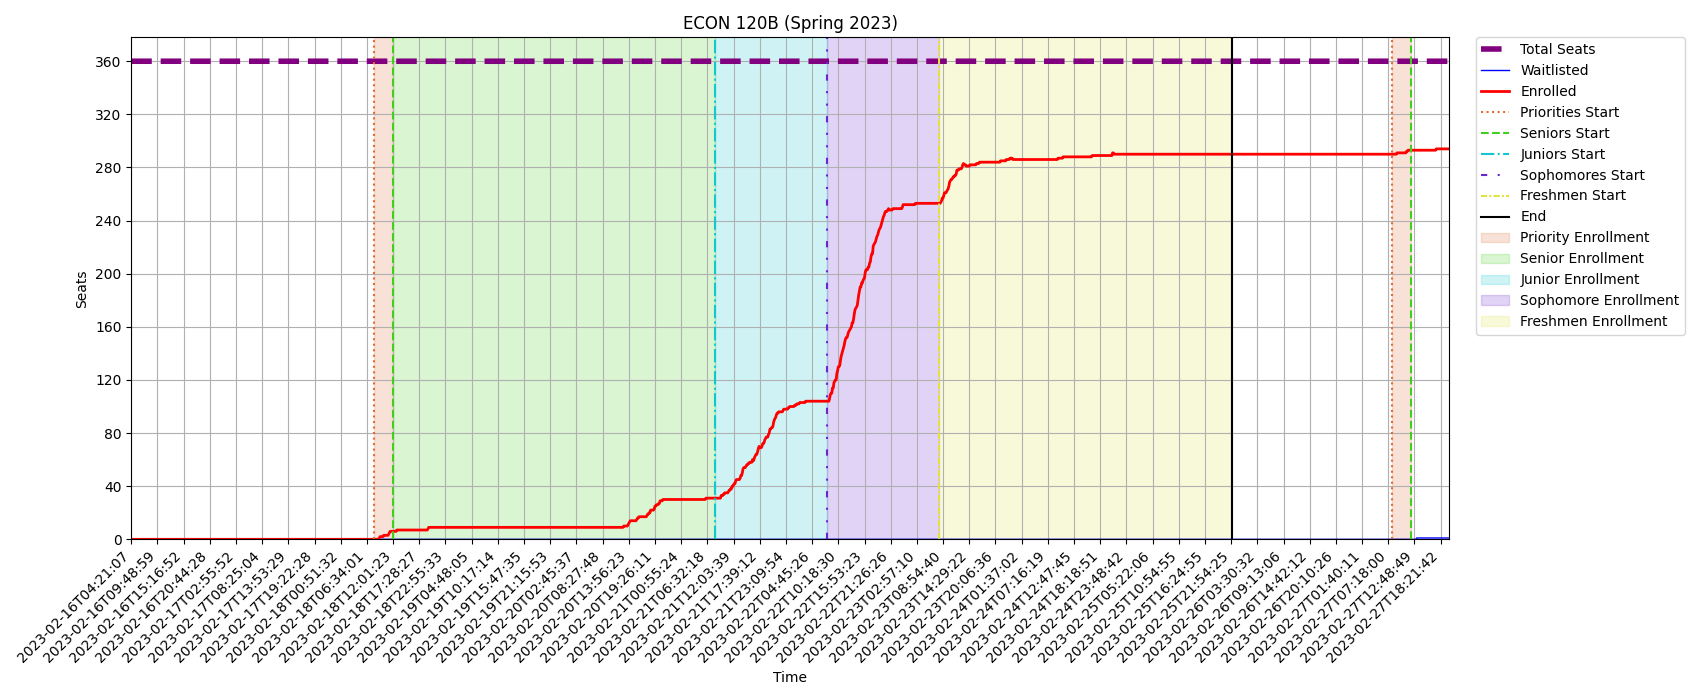 ECON 120B (Spring 2023)
Seats
360
320
280
240
200
160
120
80
40
0
2023-02-16T04:21:07
2023-02-16T09:48:59
2023-02-16T15:16:52
2023-02-16T20:44:28
2023-02-17T02:55:52
2023-02-17T08:25:04
2023-02-17T13:53:29
2023-02-17T19:22:28
2023-02-18T00:51:32
2023-02-18T06:34:01
2023-02-18T12:01:23
2023-02-18T17:28:27
2023-02-18T22:55:33
2023-02-19T04:48:05
2023-02-19T10:17:14
2023-02-19T15:47:35
2023-02-19T21:15:53
2023-02-20T02:45:37
2023-02-20T08:27:48
2023-02-20T13:56:23
2023-02-20T19:26:11
2023-02-21T00:55:24
2023-02-21T06:32:18
2023-02-21T12:03:39
2023-02-21T17:39:12
2023-02-21T23:09:54
2023-02-22T04:45:26
2023-02-22T10:18:30
2023-02-22T15:53:23
2023-02-22T21:26:26
2023-02-23T02:57:10
2023-02-23T08:54:40
2023-02-23T14:29:22
2023-02-23T20:06:36
2023-02-24T01:37:02
2023-02-24T07:16:19
2023-02-24T12:47:45
2023-02-24T18:18:51
2023-02-24T23:48:42
2023-02-25T05:22:06
2023-02-25T10:54:55
2023-02-25T16:24:55
2023-02-25T21:54:25
2023-02-26T03:30:32
2023-02-26T09:13:06
2023-02-26T14:42:12
2023-02-26T20:10:26
2023-02-27T01:40:11
2023-02-27T07:18:00
2023-02-27T12:48:49
2023-02-27T18:21:42
Time
Total Seats
Waitlisted
Enrolled
Priorities Start
Seniors Start
Juniors Start
Sophomores Start
Freshmen Start
End
Priority Enrollment
Senior Enrollment
Junior Enrollment
Sophomore Enrollment
Freshmen Enrollment